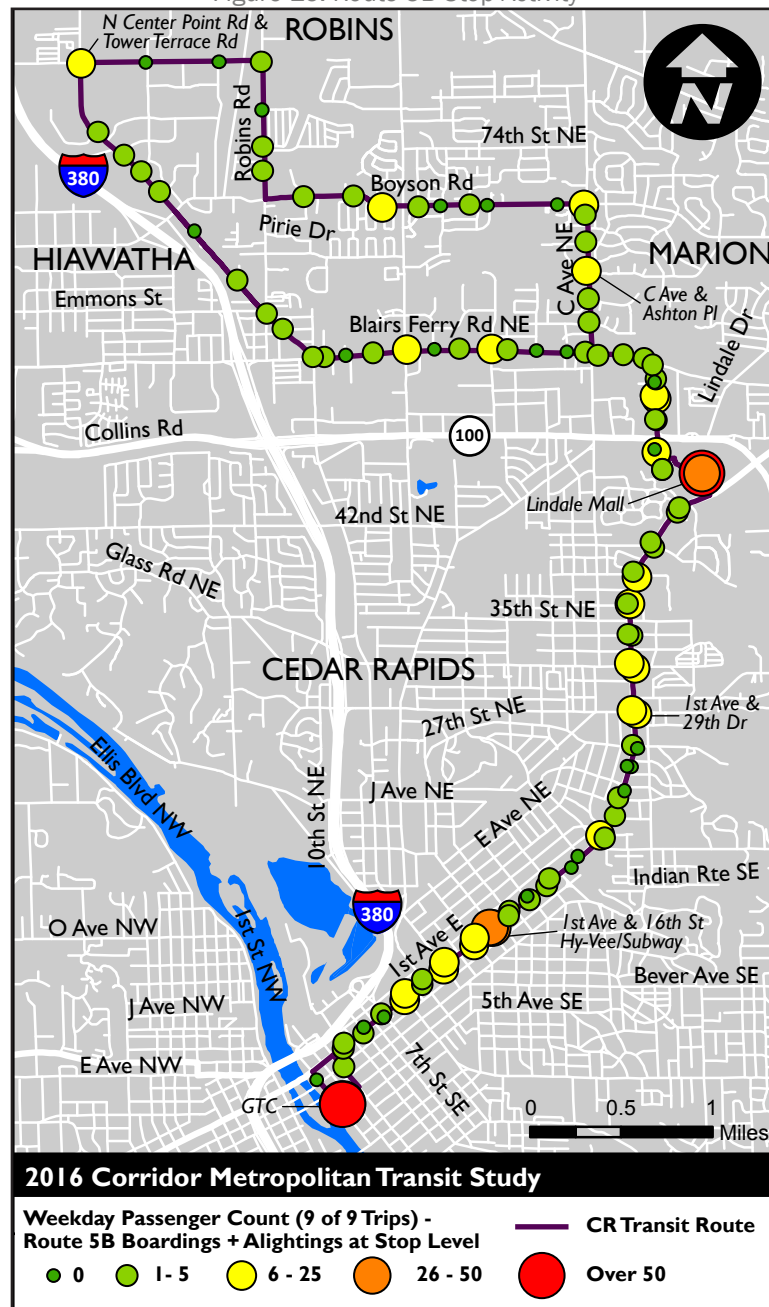 N Center Point Rd &
Tower Terrace Rd
ROBINS
N
Robins Rd
74th St NE
380
Boyson Rd
Pirie Dr
HIAWATHA
C Ave NE
MARION
Emmons St
C Ave &
Ashton Pl
Blairs Ferry Rd NE
Lindale Dr
Collins Rd
100
Lindale Mall
42nd St NE
Glass Rd NE
35th St NE
CEDAR RAPIDS
27th St NE
1st Ave &
29th Dr
Ellis Blvd NW
10th St NE
J Ave NE
E Ave NE
Indian Rte SE
380
O Ave NW
1st St NW
1st Ave E
1st Ave & 16th St
Hy-Vee/Subway
Bever Ave SE
J Ave NW
5th Ave SE
E Ave NW
7th St SE
GTC
0 0.5 1
Miles
2016 Corridor Metropolitan Transit Study
Weekday Passenger Count (9 of 9 Trips) -
Route 5B Boardings + Alightings at Stop Level
CR Transit Route
0 1- 5 6 - 25 26 - 50 Over 50